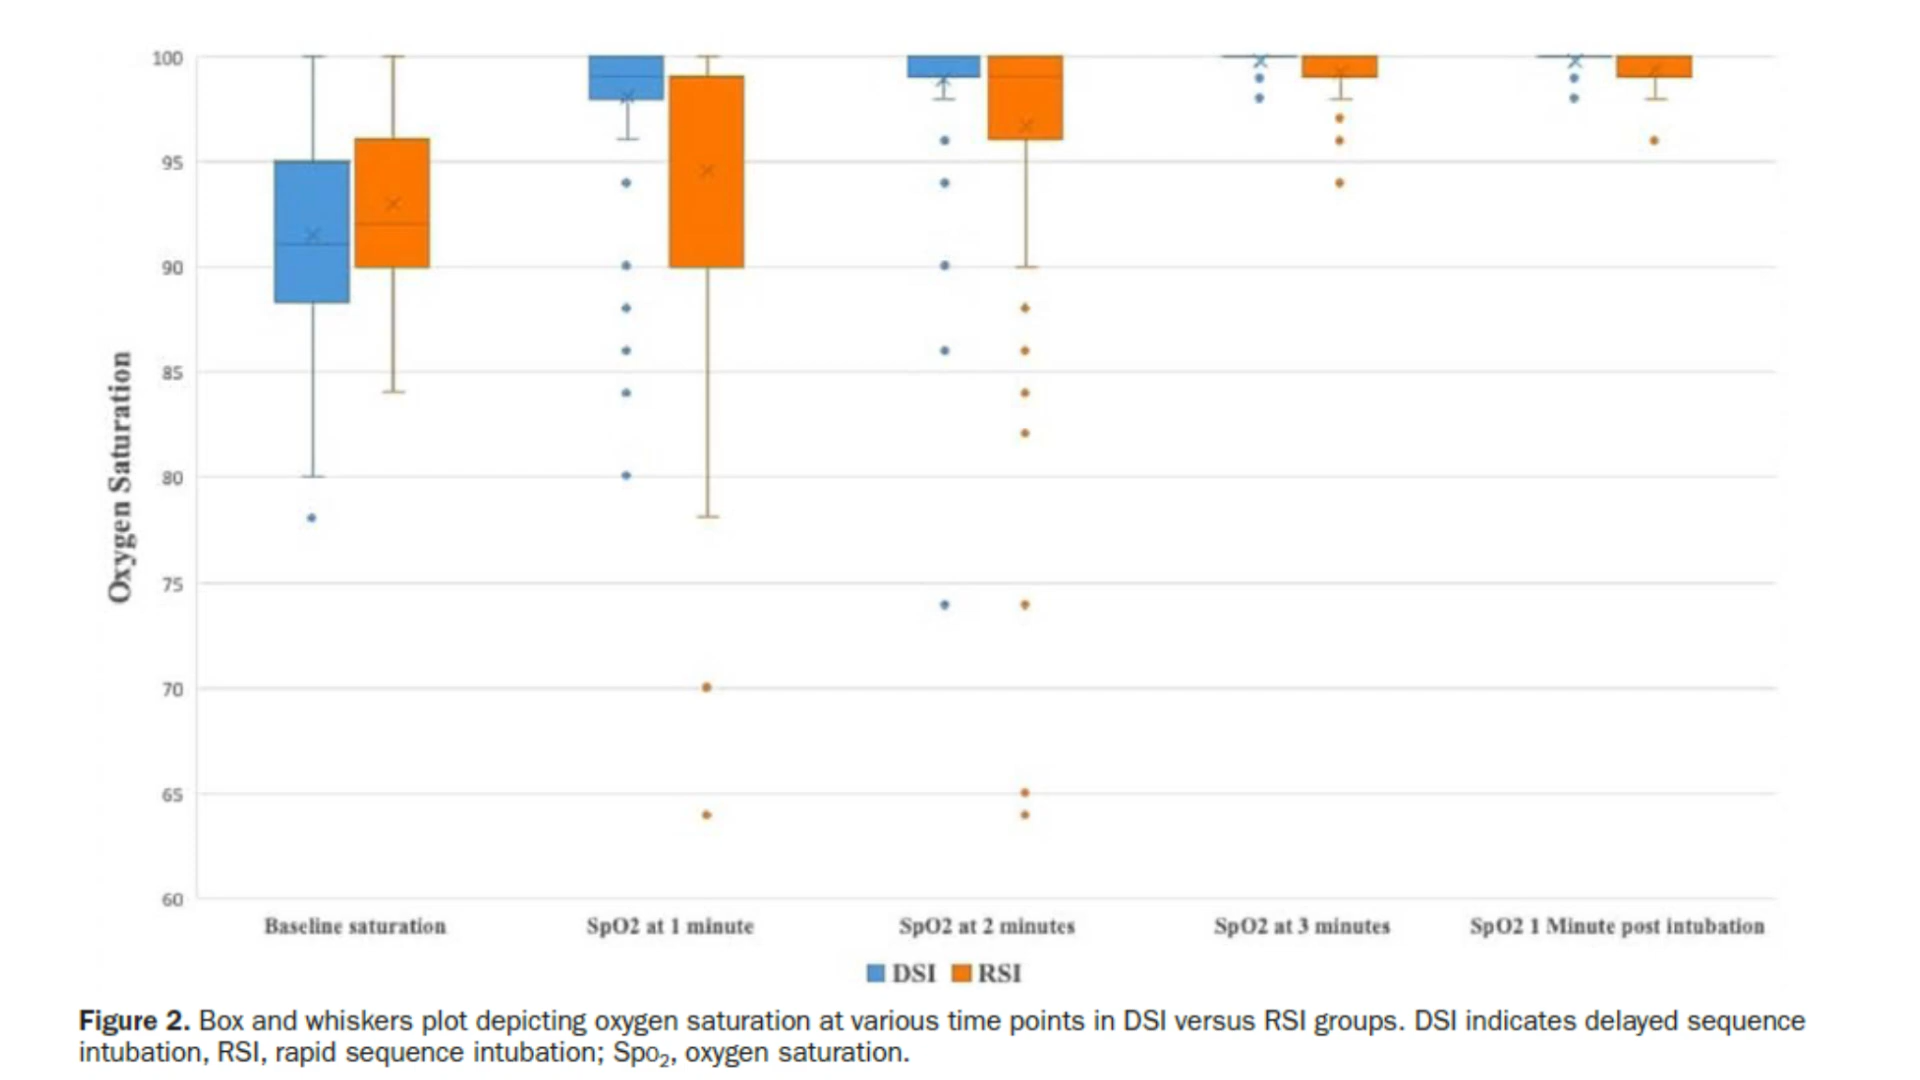 100
95
90
85
80
75
70
65
60
Oxygen Saturation
Baseline saturation
SpO2 at 1 minute
SpO2 at 2 minutes
SpO2 at 3 minutes
SpO2 1 Minute post intubation
DSI RSI
Figure 2. Box and whiskers plot depicting oxygen saturation at various time points in DSI versus RSI groups. DSI indicates delayed sequence
intubation, RSI, rapid sequence intubation; Spo₂, oxygen saturation.